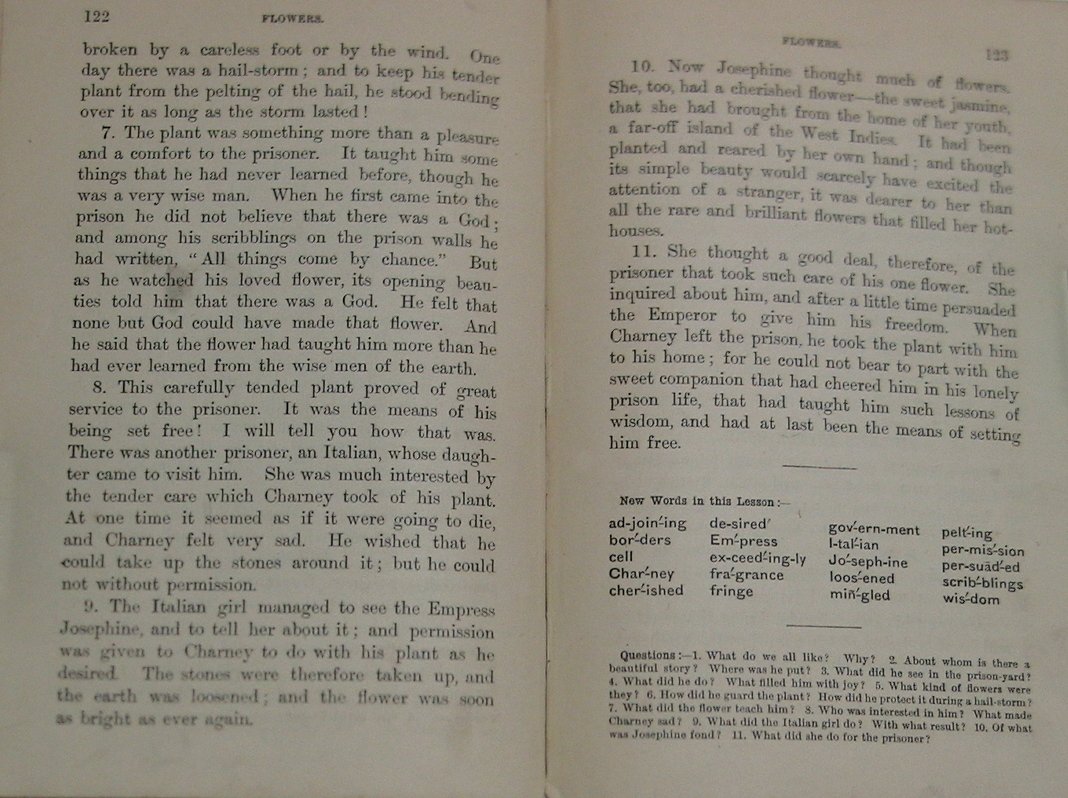 122
FLOWERS.
broken by a careless foot or by the wind. One
day there was a hail-storm ; and to keep his tender
plant from the pelting of the hail, he stood bending
over it as long as the storm lasted !
7. The plant was something more than a pleasure
and a comfort to the prisoner. It taught him some
things that he had never learned before, though he
was a very wise man. When he first came into the
prison he did not believe that there was a God ;
and among his scribblings on the prison walls he
had written, “ All things come by chance.” But
as he watched his loved flower, its opening beau-
ties told him that there was a God. He felt that
none but God could have made that flower. And
he said that the flower had taught him more than he
had ever learned from the wise men of the earth.
8. This carefully tended plant proved of great
service to the prisoner. It was the means of his
being set free ! I will tell you how that was.
There was another prisoner, an Italian, whose daugh-
ter came to visit him. She was much interested by
the tender care which Charney took of his plant.
At one time it seemed as if it were going to die,
and Charney felt very sad. He wished that he
could take up the stones around it ; but he could
not without permission.
9. The Italian girl managed to see the Empress
Josephine, and to tell her about it ; and permission
was given to Charney to do with his plant as he
desired. The stones were therefore taken up, and
the earth was loosened ; and the flower was soon
as bright as ever again.
FLOWERS.
123
10. Now Josephine thought much of flowers.
She, too, had a cherished flower—the sweet jasmine,
that she had brought from the home of her youth,
a far-off island of the West Indies. It had been
planted and reared by her own hand ; and though
its simple beauty would scarcely have excited the
attention of a stranger, it was dearer to her than
all the rare and brilliant flowers that filled her hot-
houses.
11. She thought a good deal, therefore, of the
prisoner that took such care of his one flower. She
inquired about him, and after a little time persuaded
the Emperor to give him his freedom. When
Charney left the prison, he took the plant with him
to his home ; for he could not bear to part with the
sweet companion that had cheered him in his lonely
prison life, that had taught him such lessons of
wisdom, and had at last been the means of setting
him free.
New Words in this Lesson :—
ad-join´-ing de-sired´ gov´-ern-ment pelt´-ing
bor´-ders Em´-press I-tal´-ian per-mis´-sion
cell ex-ceed´-ing-ly Jo´-seph-ine per-suād´-ed
Char´-ney fra´-grance loos´-ened scrib´-blings
cher´-ished fringe miñ´-gled wis´-dom
Questions :—1. What do we all like? Why? 2. About whom is there a
beautiful story? Where was he put? 3. What did he see in the prison-yard?
4. What did he do? What filled him with joy? 5. What kind of flowers were
they? 6. How did he guard the plant? How did he protect it during a hail-storm?
7. What did the flower teach him? 8. Who was interested in him? What made
Charney sad? 9. What did the Italian girl do? With what result? 10. Of what
was Josephine fond? 11. What did she do for the prisoner?